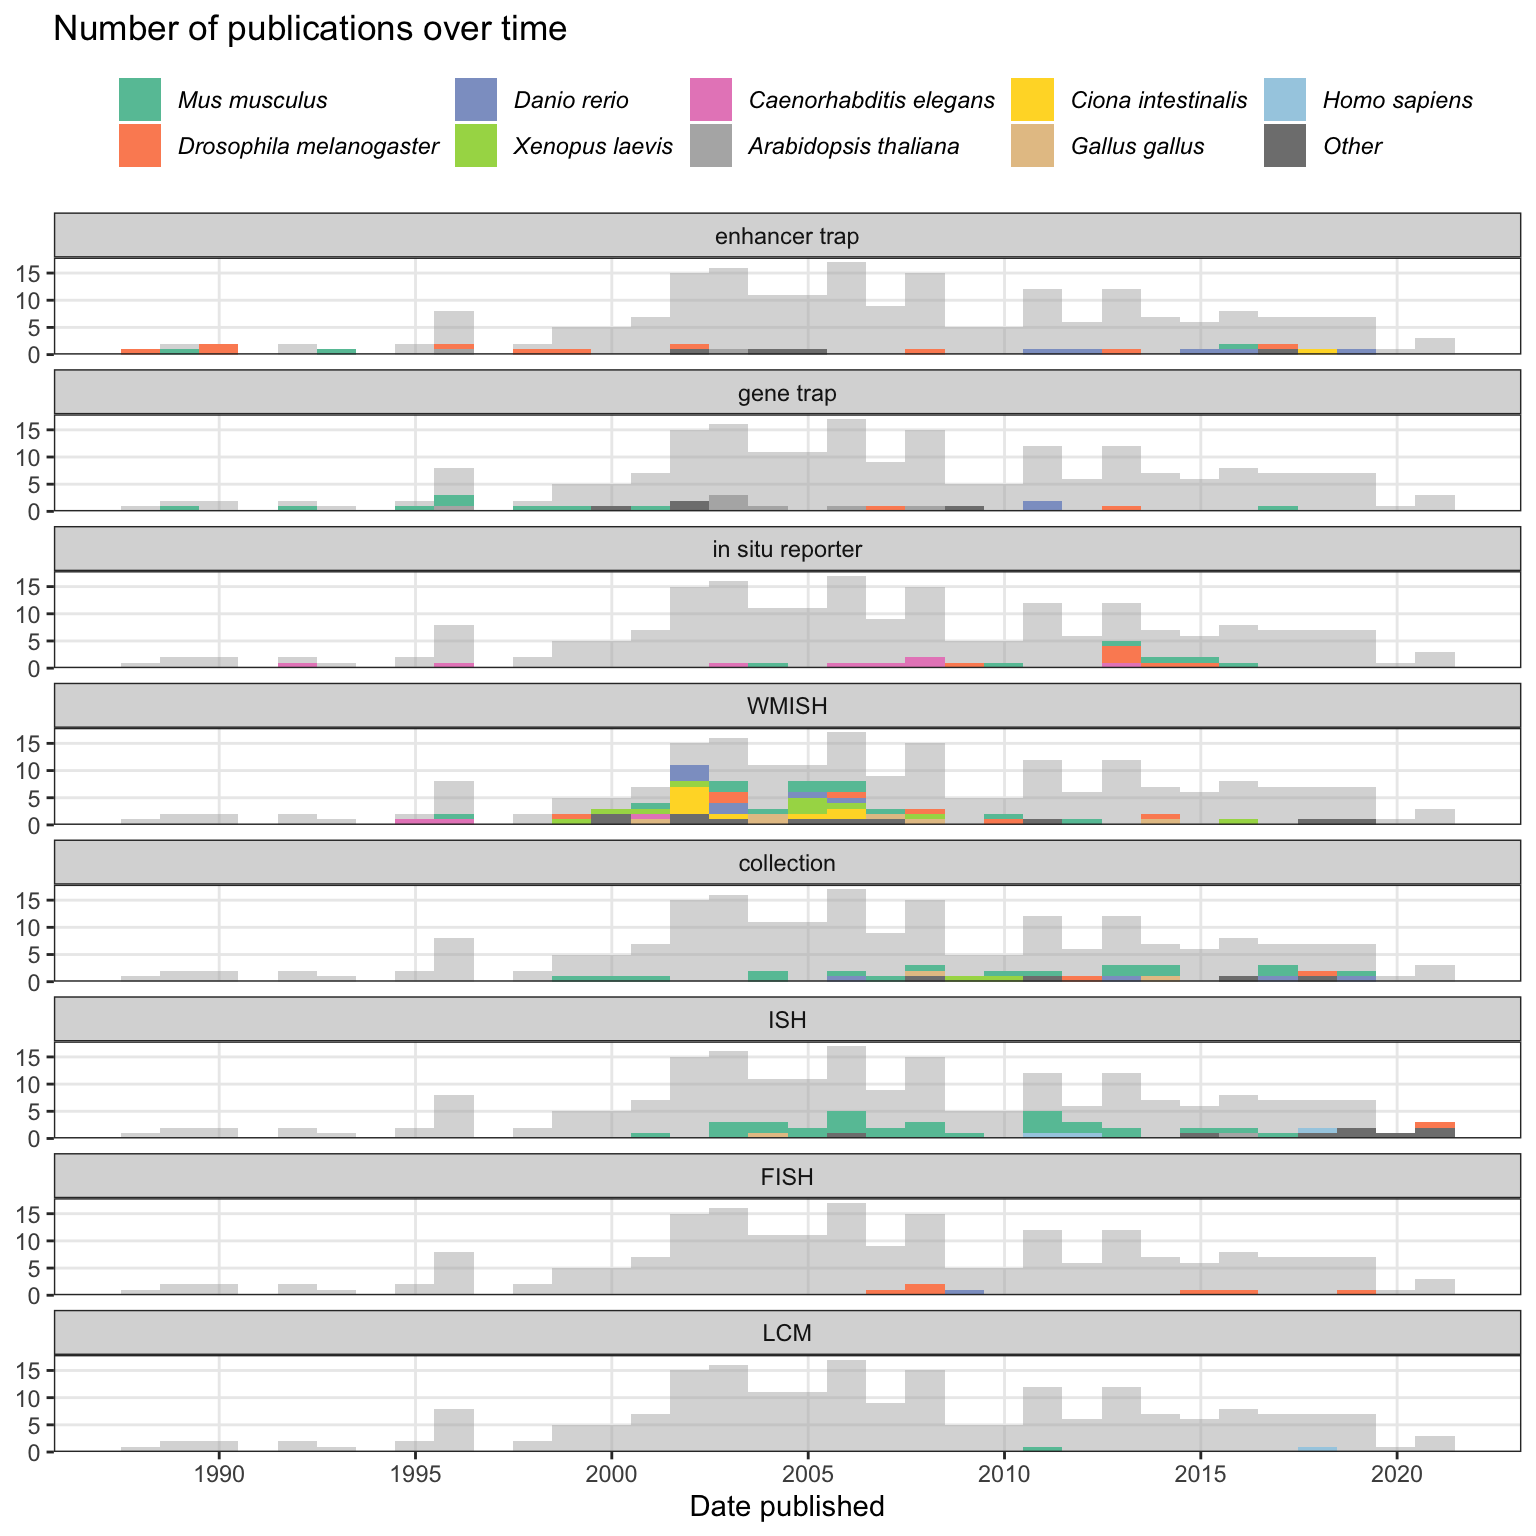 Number of publications over time
Mus musculus Danio rerio Caenorhabditis elegans Ciona intestinalis Homo sapiens
Drosophila melanogaster Xenopus laevis Arabidopsis thaliana Gallus gallus Other
enhancer trap
15
10
5
0
gene trap
15
10
5
0
in situ reporter
15
10
5
0
WMISH
15
10
5
0
collection
15
10
5
0
ISH
15
10
5
0
FISH
15
10
5
0
LCM
15
10
5
0
1990 1995 2000 2005 2010 2015 2020
Date published